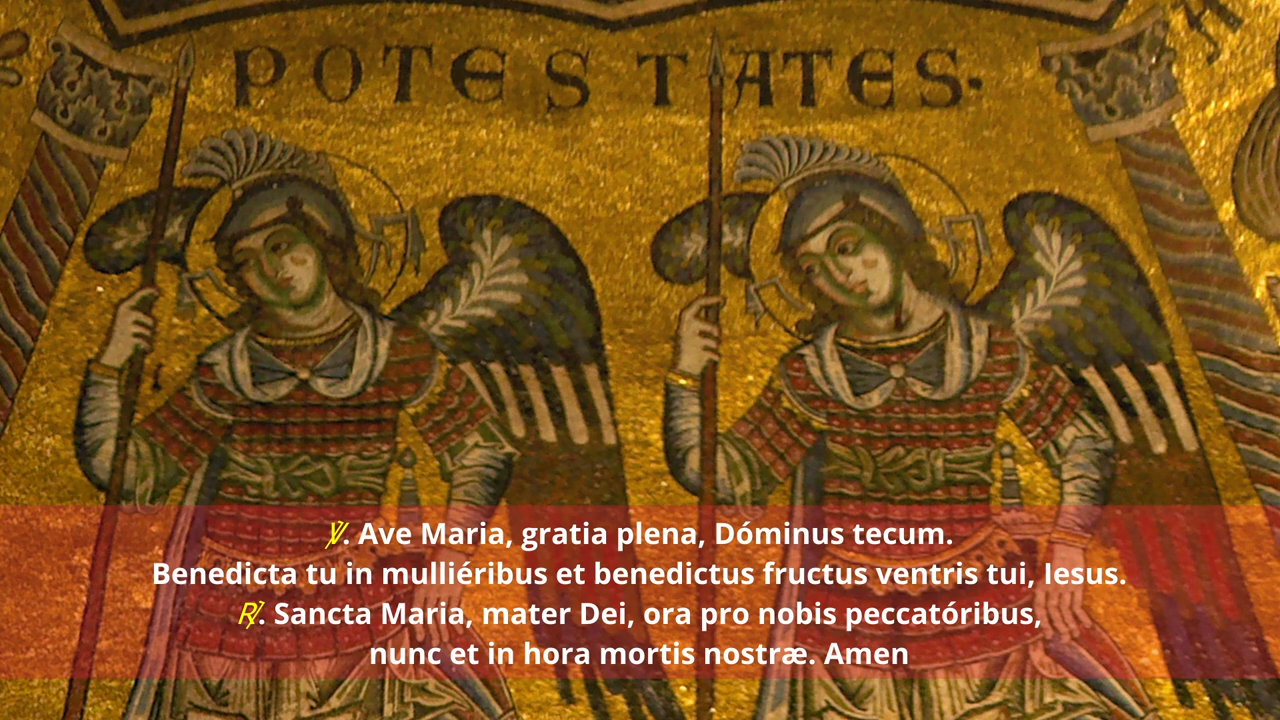 POTESTATES·
℣. Ave Maria, gratia plena, Dóminus tecum.
Benedicta tu in mulliéribus et benedictus fructus ventris tui, Iesus.
℟. Sancta Maria, mater Dei, ora pro nobis peccatóribus,
nunc et in hora mortis nostræ. Amen